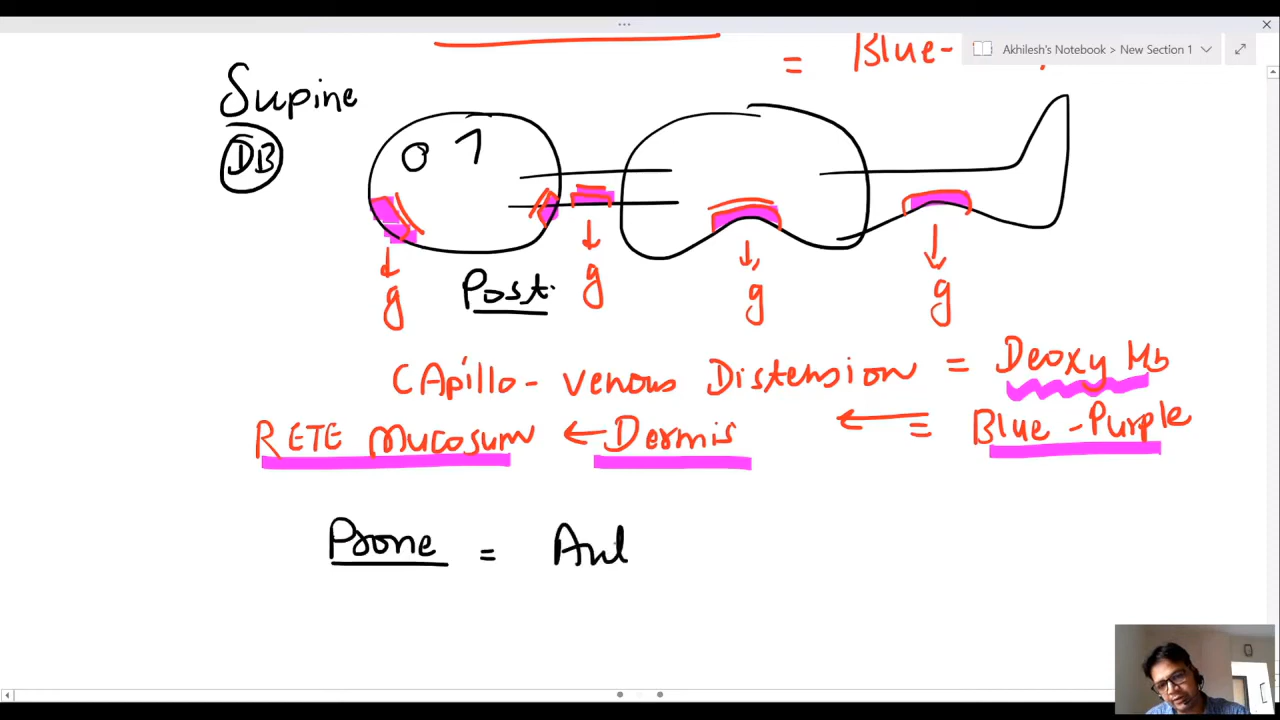 = Blue-
Akhilesh's Notebook > New Section 1
Supine
DB
g g g g
Post.
CApillo-venous Distension = Deoxy Hb
RETE Mucosum ← Dermis ← = Blue-Purple
Prone =